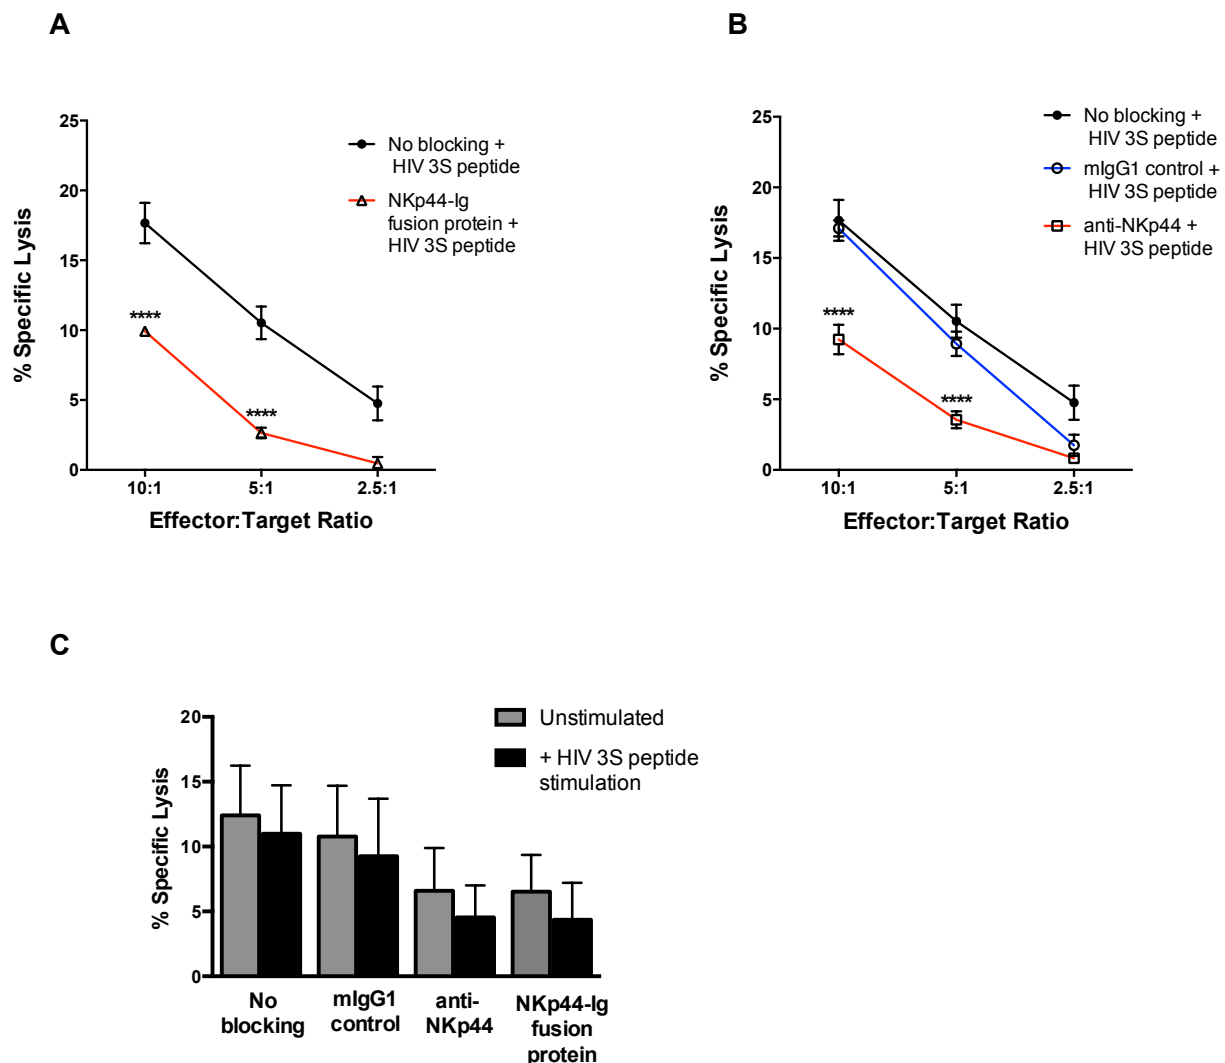 A
25
20
15
10
5
0
% Specific Lysis
10:1
5:1
2.5:1
Effector:Target Ratio
****
****
No blocking +
HIV 3S peptide
NKp44-Ig
fusion protein +
HIV 3S peptide
B
25
20
15
10
5
0
% Specific Lysis
10:1
5:1
2.5:1
Effector:Target Ratio
****
****
No blocking +
HIV 3S peptide
mIgG1 control +
HIV 3S peptide
anti-NKp44 +
HIV 3S peptide
C
20
15
10
5
0
% Specific Lysis
Unstimulated
+ HIV 3S peptide
stimulation
No
blocking
mIgG1
control
anti-
NKp44
NKp44-Ig
fusion
protein